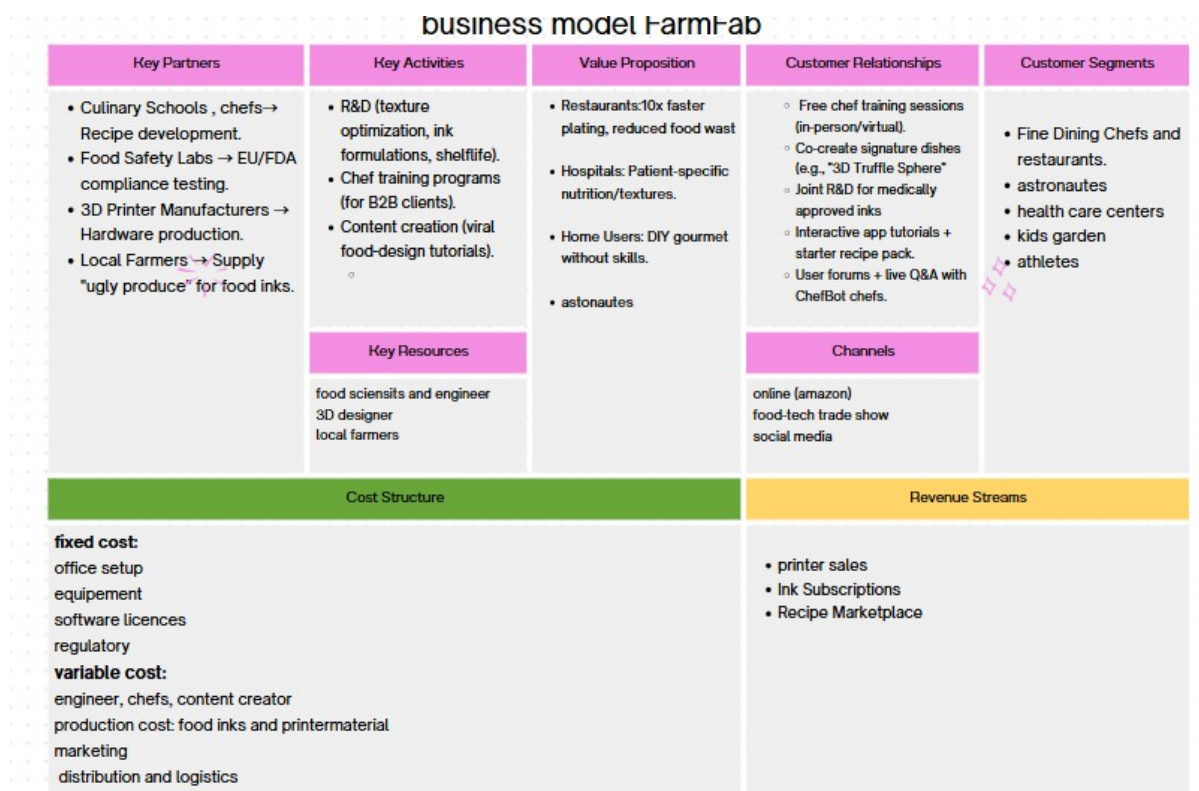 business model FarmFab
Key Partners
• Culinary Schools , chefs→
Recipe development.
• Food Safety Labs → EU/FDA
compliance testing.
• 3D Printer Manufacturers →
Hardware production.
• Local Farmers → Supply
"ugly produce" for food inks.
Key Activities
• R&D (texture
optimization, ink
formulations, shelflife).
• Chef training programs
(for B2B clients).
• Content creation (viral
food-design tutorials).
Key Resources
food sciensits and engineer
3D designer
local farmers
Value Proposition
• Restaurants:10x faster
plating, reduced food wast
• Hospitals: Patient-specific
nutrition/textures.
• Home Users: DIY gourmet
without skills.
• astonautes
Customer Relationships
◦ Free chef training sessions
(in-person/virtual).
◦ Co-create signature dishes
(e.g., "3D Truffle Sphere"
◦ Joint R&D for medically
approved inks
◦ Interactive app tutorials +
starter recipe pack.
◦ User forums + live Q&A with
ChefBot chefs.
Channels
online (amazon)
food-tech trade show
social media
Customer Segments
• Fine Dining Chefs and
restaurants.
• astronautes
• health care centers
• kids garden
• athletes
Cost Structure
fixed cost:
office setup
equipement
software licences
regulatory
variable cost:
engineer, chefs, content creator
production cost: food inks and printermaterial
marketing
distribution and logistics
Revenue Streams
• printer sales
• Ink Subscriptions
• Recipe Marketplace